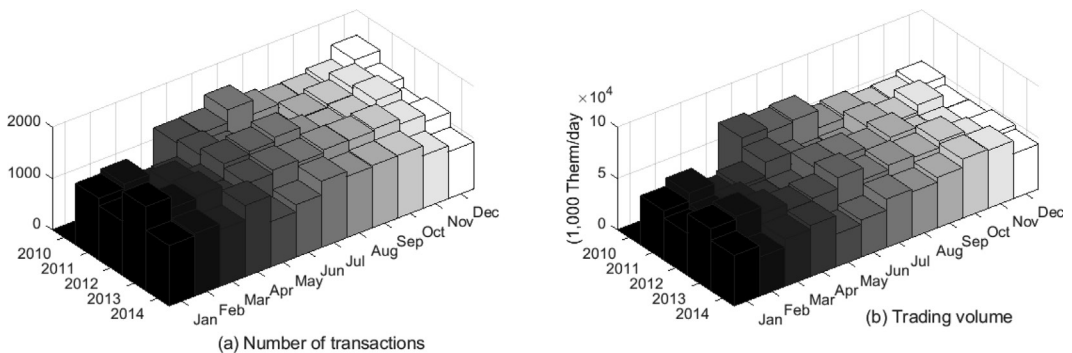 2000
1000
0
2010
2011
2012
2013
2014
Jan
Feb
Mar
Apr
May
Jun
Jul
Aug
Sep
Oct
Nov
Dec
(a) Number of transactions
×10⁴
(1,000 Therm/day
10
5
0
2010
2011
2012
2013
2014
Jan
Feb
Mar
Apr
May
Jun
Jul
Aug
Sep
Oct
Nov
Dec
(b) Trading volume